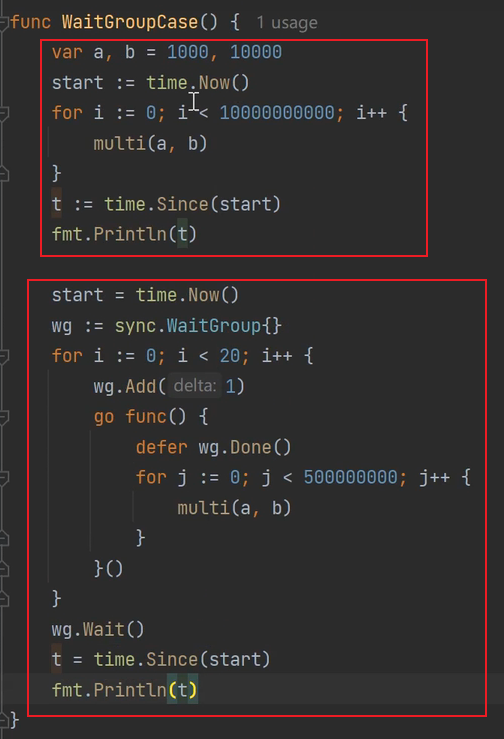 func WaitGroupCase() { 1 usage
var a, b = 1000, 10000
start := time.Now()
for i := 0; i < 10000000000; i++ {
multi(a, b)
}
t := time.Since(start)
fmt.Println(t)
start = time.Now()
wg := sync.WaitGroup{}
for i := 0; i < 20; i++ {
wg.Add( delta: 1)
go func() {
defer wg.Done()
for j := 0; j < 500000000; j++ {
multi(a, b)
}
}()
}
wg.Wait()
t = time.Since(start)
fmt.Println(t)
}